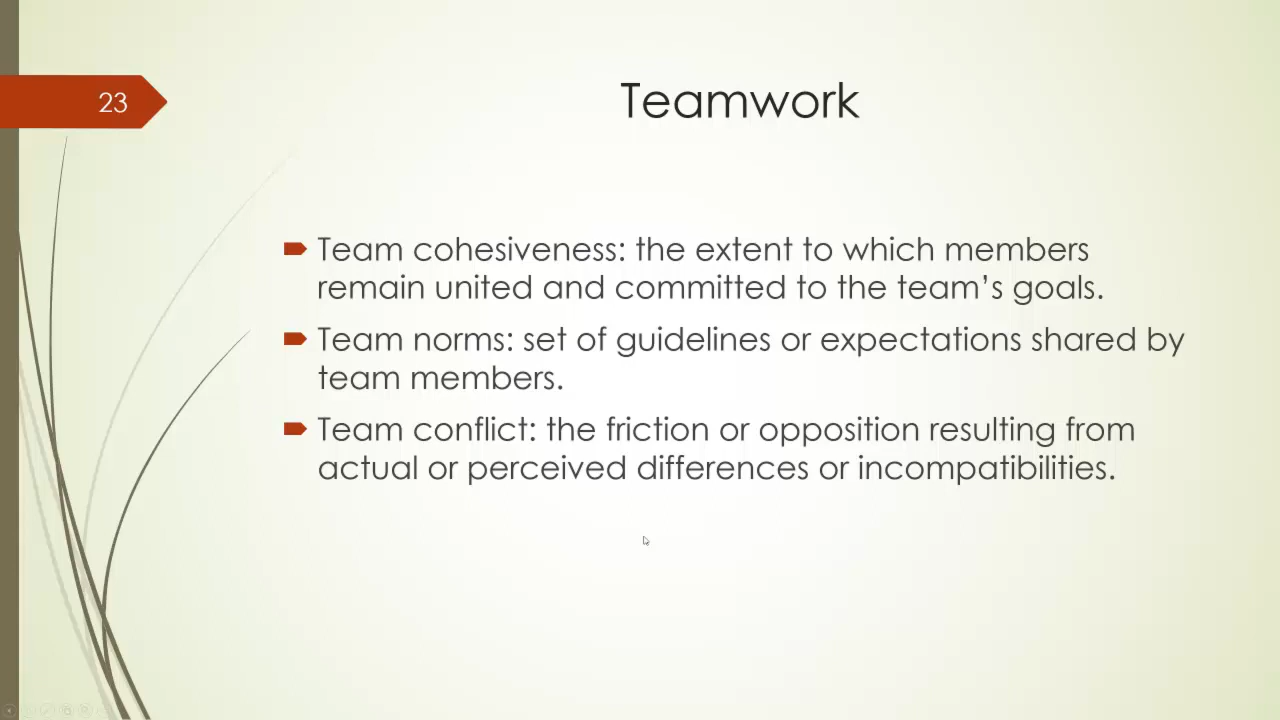 23
Teamwork
Team cohesiveness: the extent to which members
remain united and committed to the team’s goals.
Team norms: set of guidelines or expectations shared by
team members.
Team conflict: the friction or opposition resulting from
actual or perceived differences or incompatibilities.